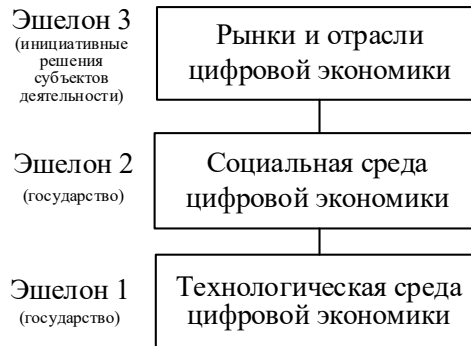 Эшелон 3
(инициативные
решения
субъектов
деятельности)
Рынки и отрасли
цифровой экономики
Эшелон 2
(государство)
Социальная среда
цифровой экономики
Эшелон 1
(государство)
Технологическая среда
цифровой экономики